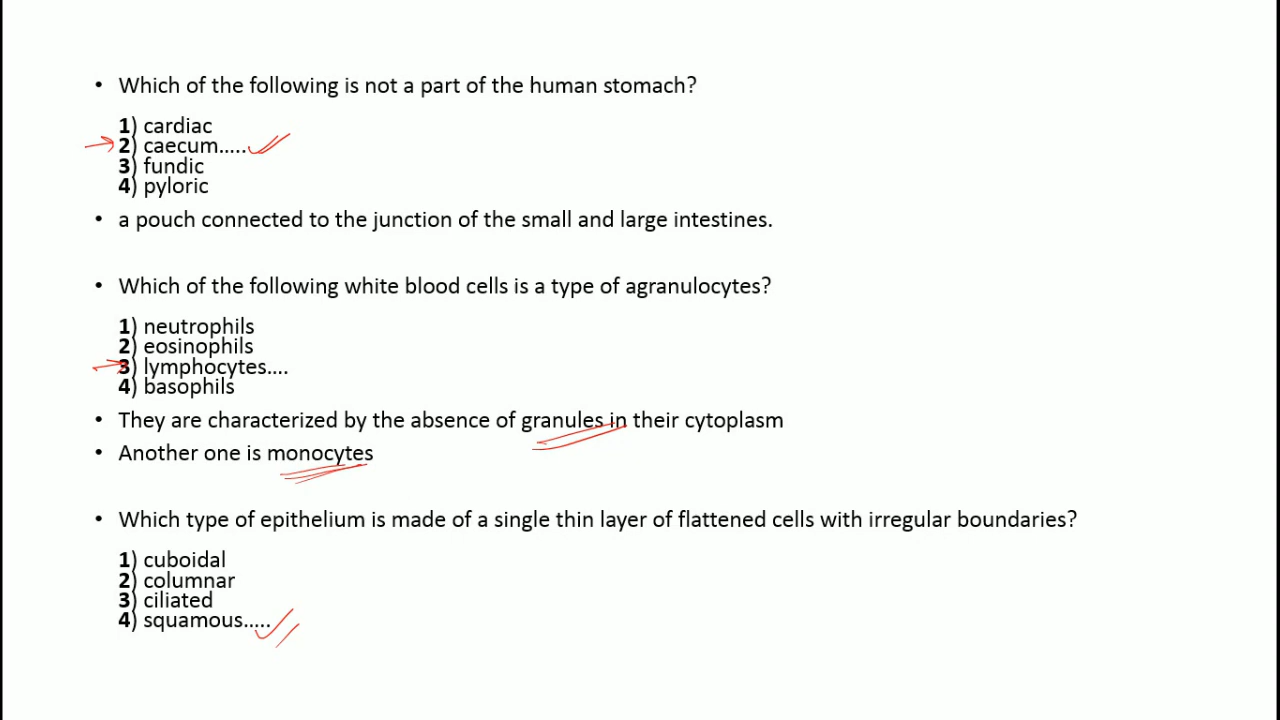 • Which of the following is not a part of the human stomach?
1) cardiac
2) caecum.....
3) fundic
4) pyloric
• a pouch connected to the junction of the small and large intestines.
• Which of the following white blood cells is a type of agranulocytes?
1) neutrophils
2) eosinophils
3) lymphocytes....
4) basophils
• They are characterized by the absence of granules in their cytoplasm
• Another one is monocytes
• Which type of epithelium is made of a single thin layer of flattened cells with irregular boundaries?
1) cuboidal
2) columnar
3) ciliated
4) squamous.....